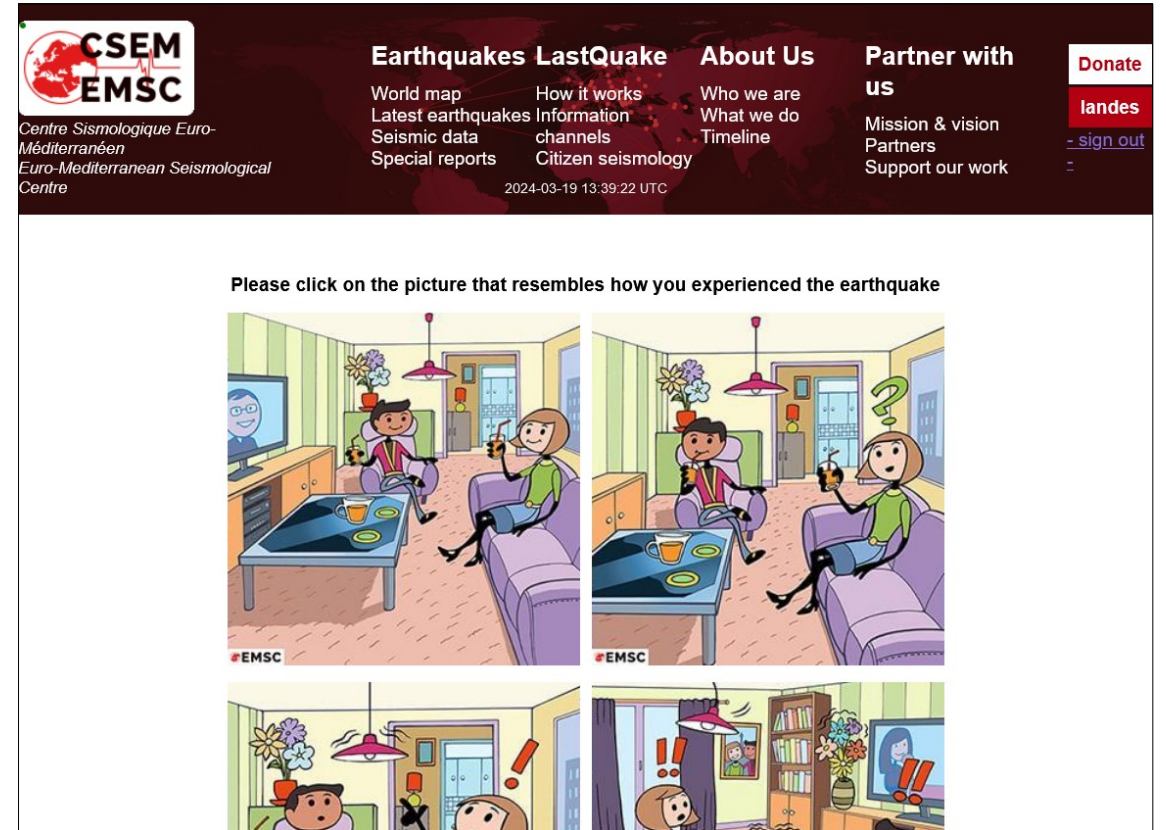 CSEM
EMSC
Centre Sismologique Euro-
Méditerranéen
Euro-Mediterranean Seismological
Centre
Earthquakes
World map
Latest earthquakes
Seismic data
Special reports
LastQuake
How it works
Information
channels
Citizen seismology
About Us
Who we are
What we do
Timeline
Partner with
us
Mission & vision
Partners
Support our work
Donate
landes
- sign out
-
2024-03-19 13:39:22 UTC
Please click on the picture that resembles how you experienced the earthquake
EMSC
?
EMSC
!
!!
!!